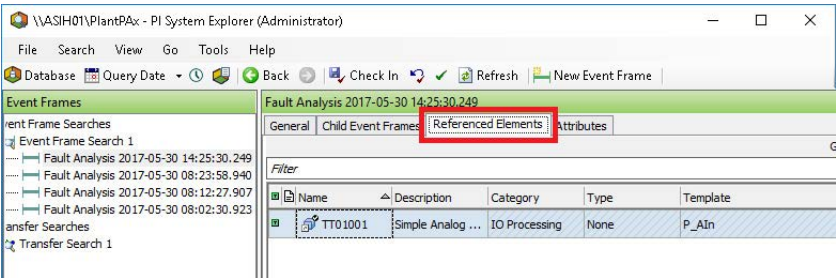 \\ASIH01\PlantPAx - PI System Explorer (Administrator)
File Search View Go Tools Help
Database Query Date Back Check In Refresh New Event Frame
Event Frames
Fault Analysis 2017-05-30 14:25:30.249
General Child Event Frames Referenced Elements Attributes
vent Frame Searches
Event Frame Search 1
Fault Analysis 2017-05-30 14:25:30.249
Fault Analysis 2017-05-30 08:23:58.940
Fault Analysis 2017-05-30 08:12:27.907
Fault Analysis 2017-05-30 08:02:30.923
ansfer Searches
Transfer Search 1
G
Filter
Name Description Category Type Template
TT01001 Simple Analog ... IO Processing None P_AIn